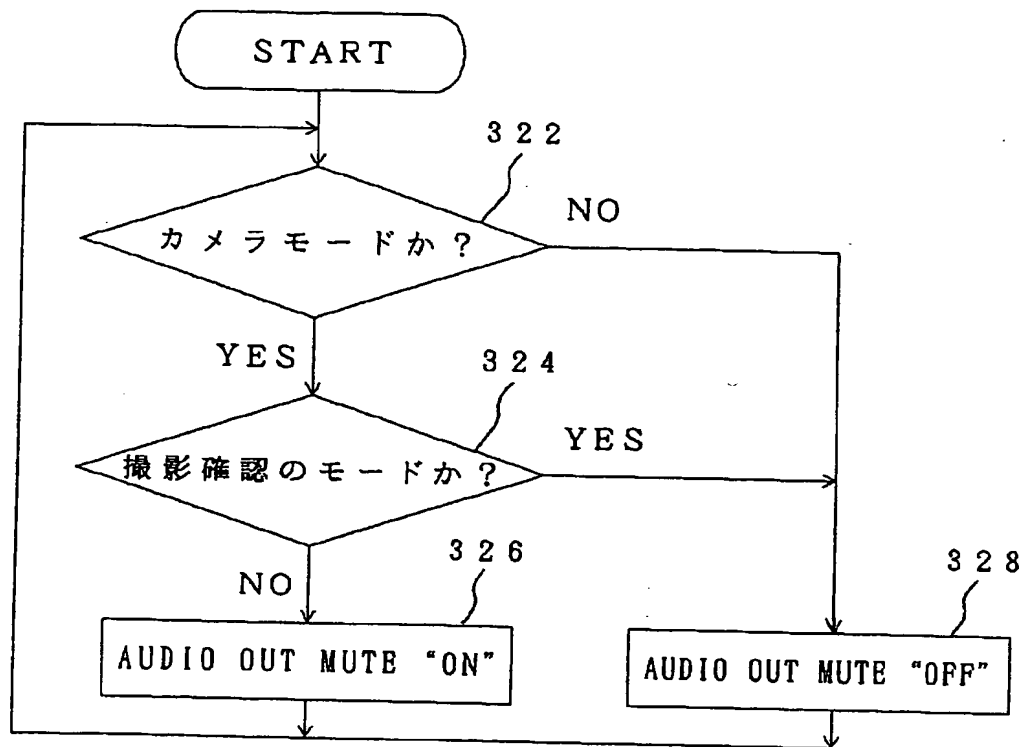 START
322
カメラモードか?
NO
YES
324
撮影確認のモードか?
YES
NO
326
AUDIO OUT MUTE “ON”
328
AUDIO OUT MUTE “OFF”